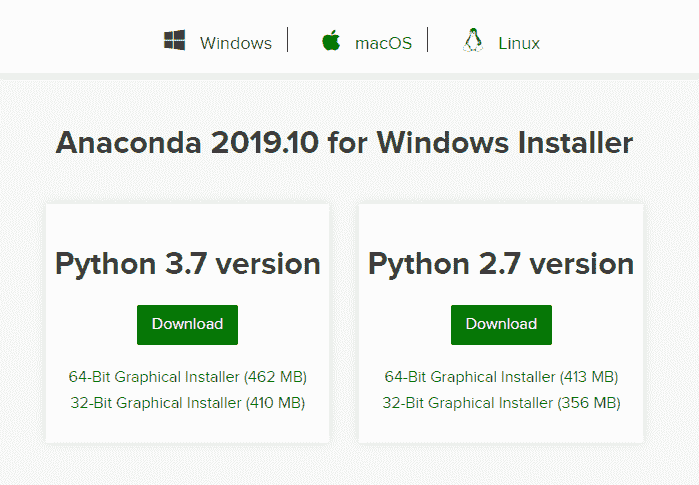 Windows macOS Linux
Anaconda 2019.10 for Windows Installer
Python 3.7 version
Download
64-Bit Graphical Installer (462 MB)
32-Bit Graphical Installer (410 MB)
Python 2.7 version
Download
64-Bit Graphical Installer (413 MB)
32-Bit Graphical Installer (356 MB)